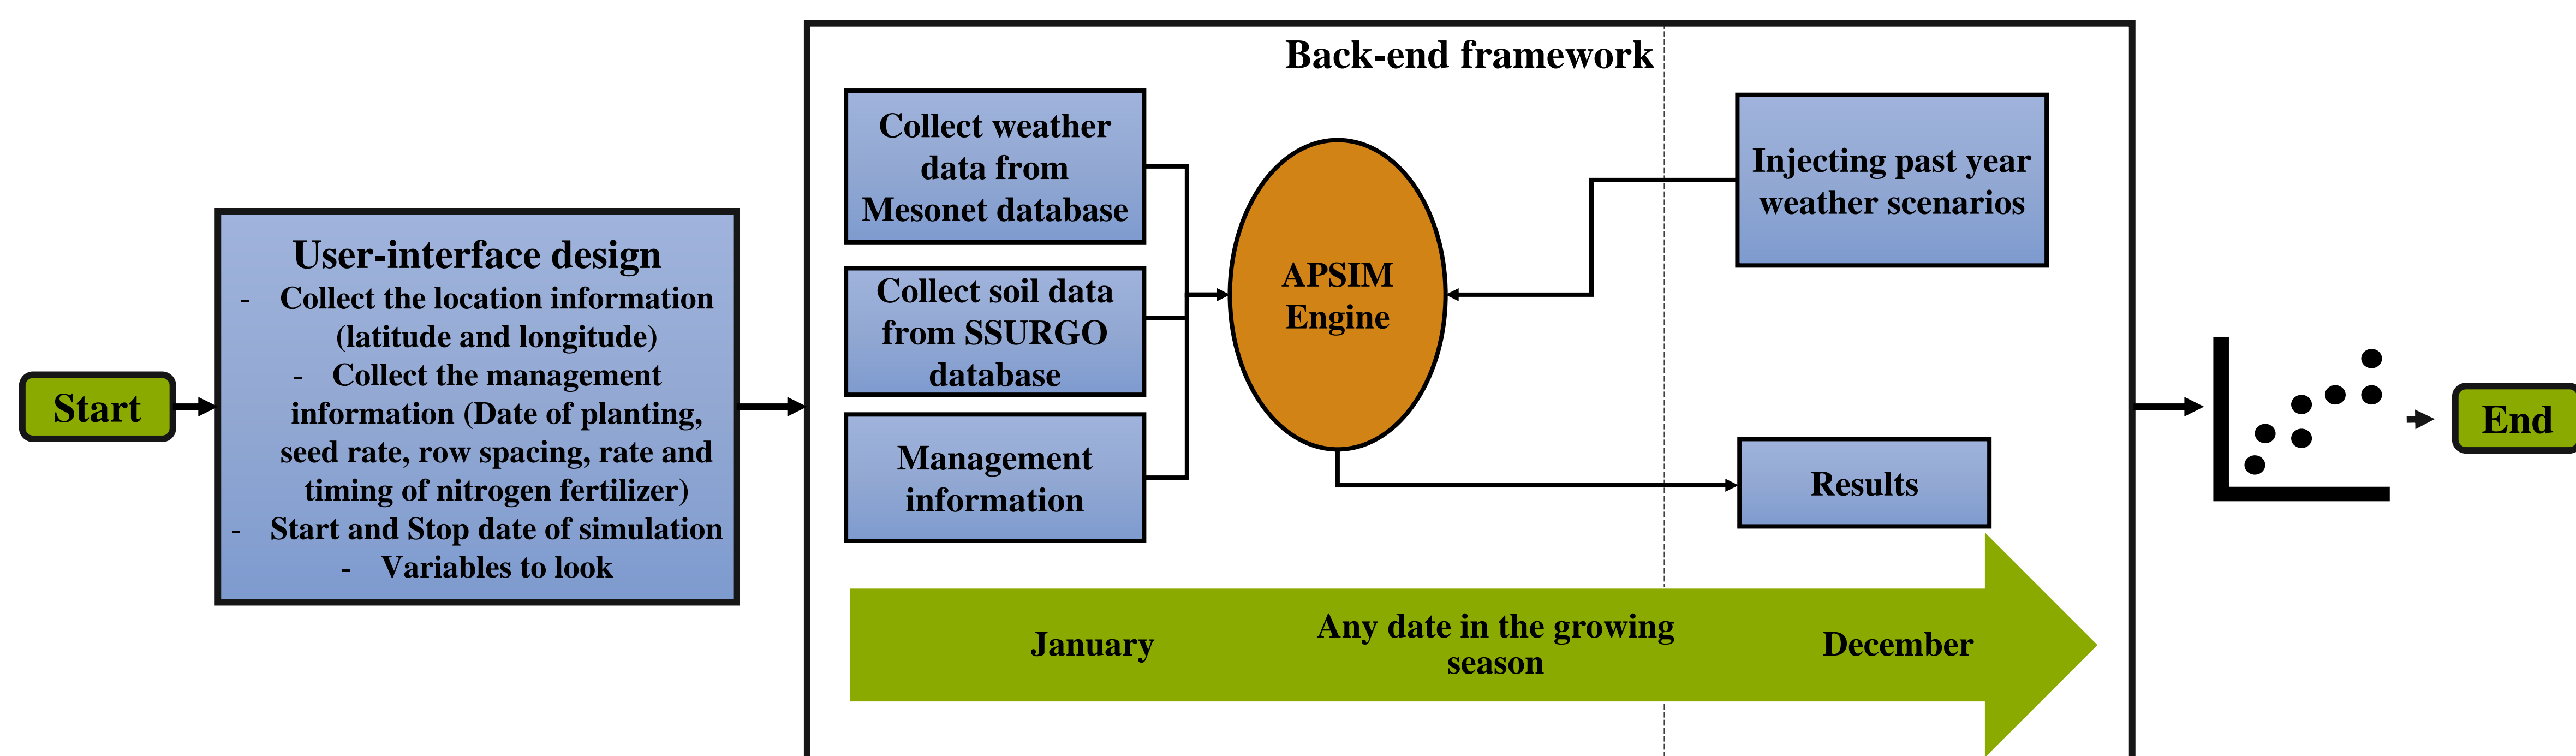 Start
User-interface design
- Collect the location information
(latitude and longitude)
- Collect the management
information (Date of planting,
seed rate, row spacing, rate and
timing of nitrogen fertilizer)
- Start and Stop date of simulation
- Variables to look
Back-end framework
Collect weather
data from
Mesonet database
Collect soil data
from SSURGO
database
Management
information
APSIM
Engine
Injecting past year
weather scenarios
Results
January
Any date in the growing
season
December
End